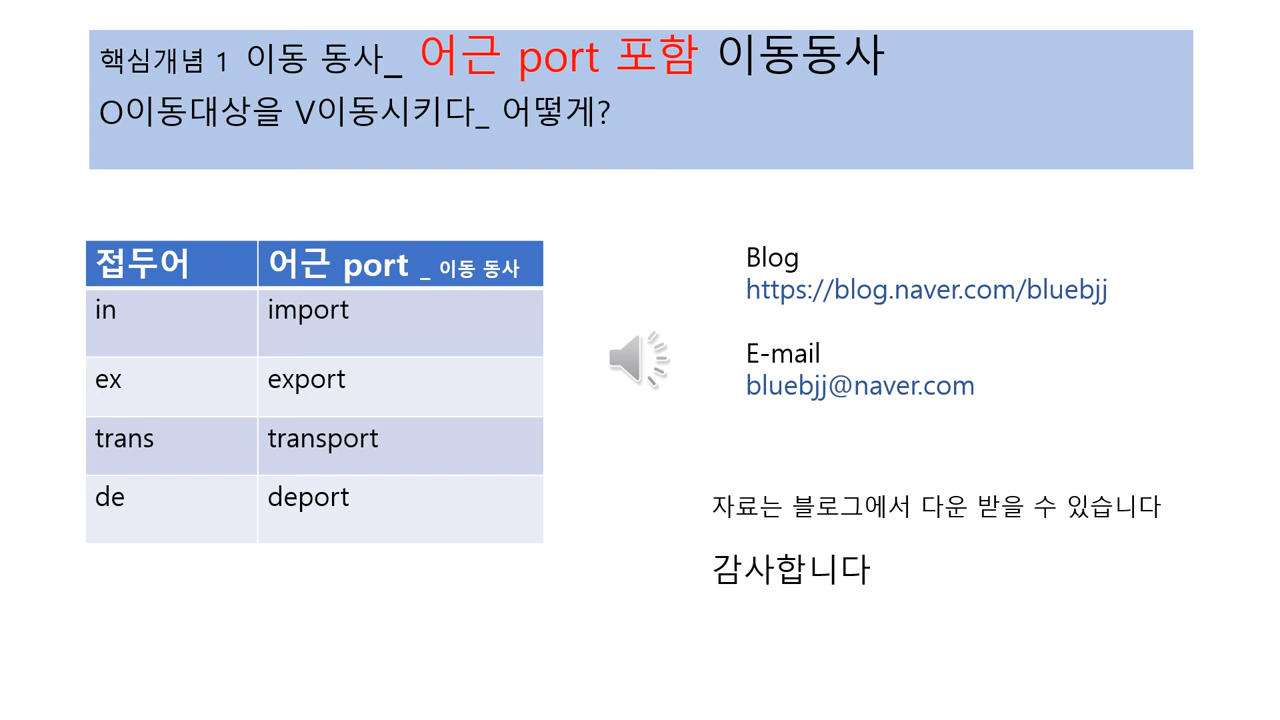 핵심개념 1 이동 동사_ 어근 port 포함 이동동사
O이동대상을 V이동시키다_ 어떻게?
접두어 어근 port _ 이동 동사
in import
ex export
trans transport
de deport
Blog
https://blog.naver.com/bluebjj
E-mail
bluebjj@naver.com
자료는 블로그에서 다운 받을 수 있습니다
감사합니다